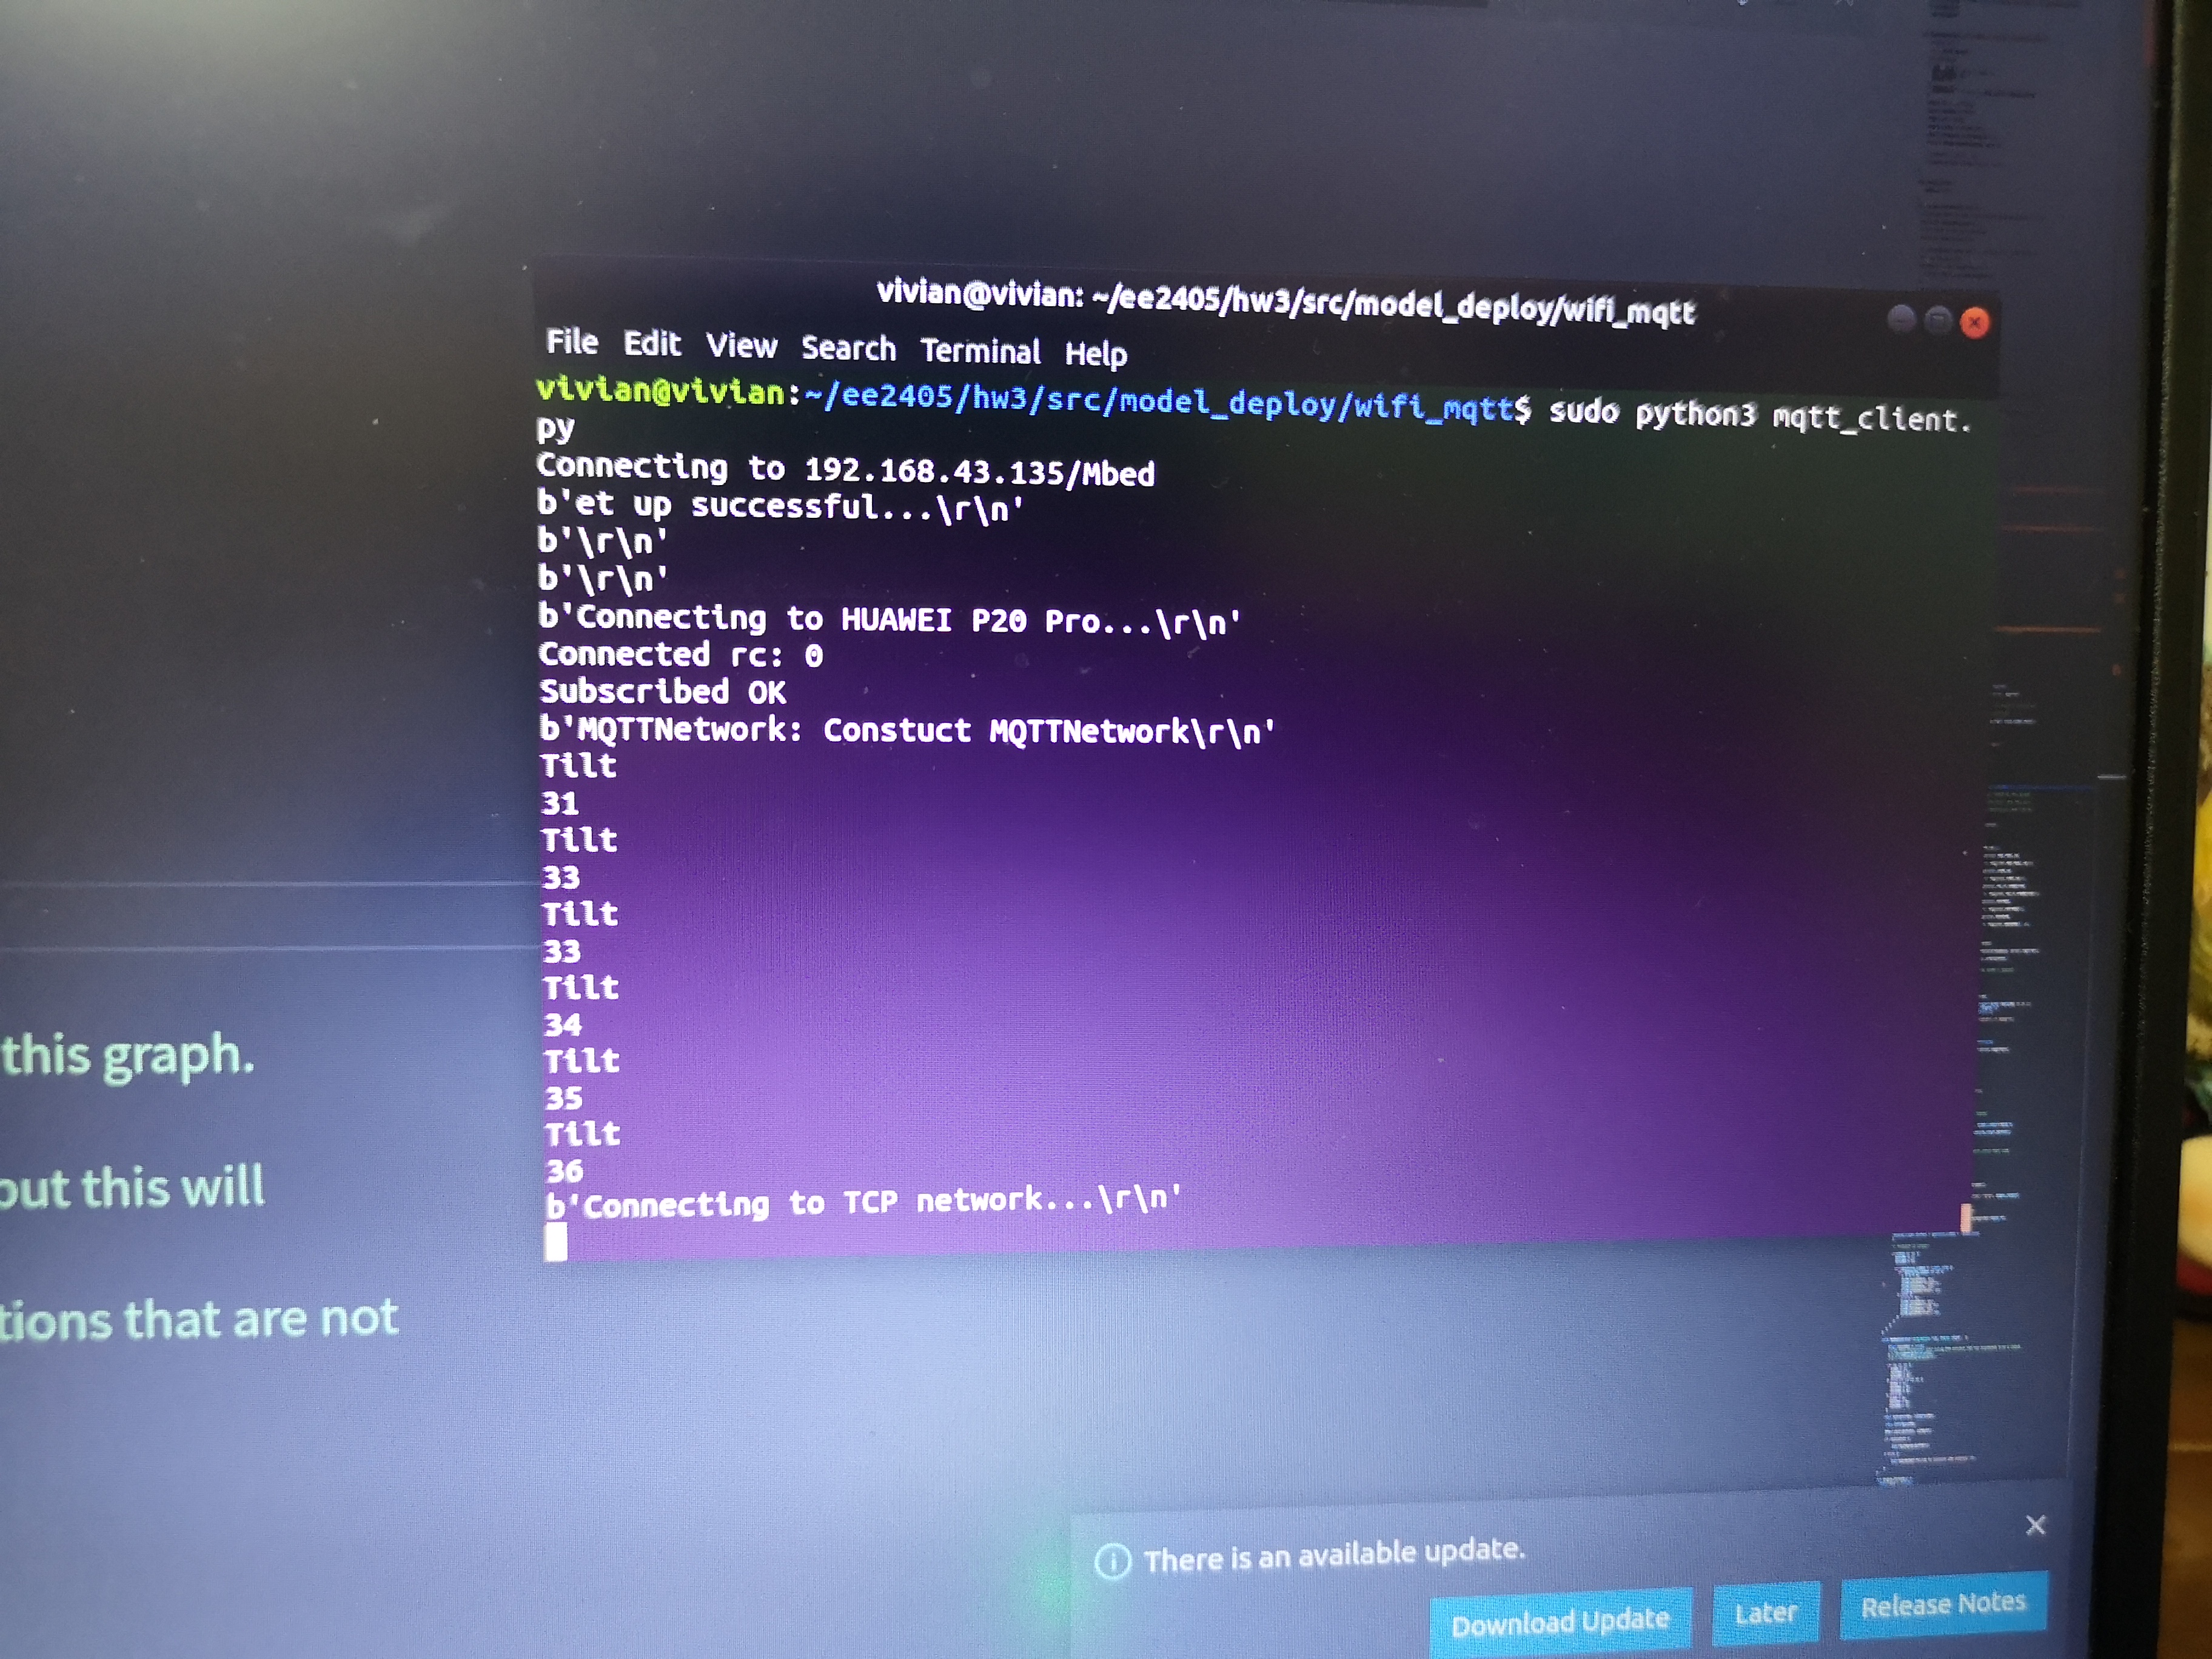 vivian@vivian: ~/ee2405/hw3/src/model_deploy/wifi_mqtt
File Edit View Search Terminal Help
vivian@vivian:~/ee2405/hw3/src/model_deploy/wifi_mqtt$ sudo python3 mqtt_client.
py
Connecting to 192.168.43.135/Mbed
b'et up successful...\r\n'
b'\r\n'
b'\r\n'
b'Connecting to HUAWEI P20 Pro...\r\n'
Connected rc: 0
Subscribed OK
b'MQTTNetwork: Constuct MQTTNetwork\r\n'
Tilt
31
Tilt
33
Tilt
33
Tilt
34
Tilt
35
Tilt
36
b'Connecting to TCP network...\r\n'
this graph.
out this will
tions that are not
There is an available update.
Download Update Later Release Notes